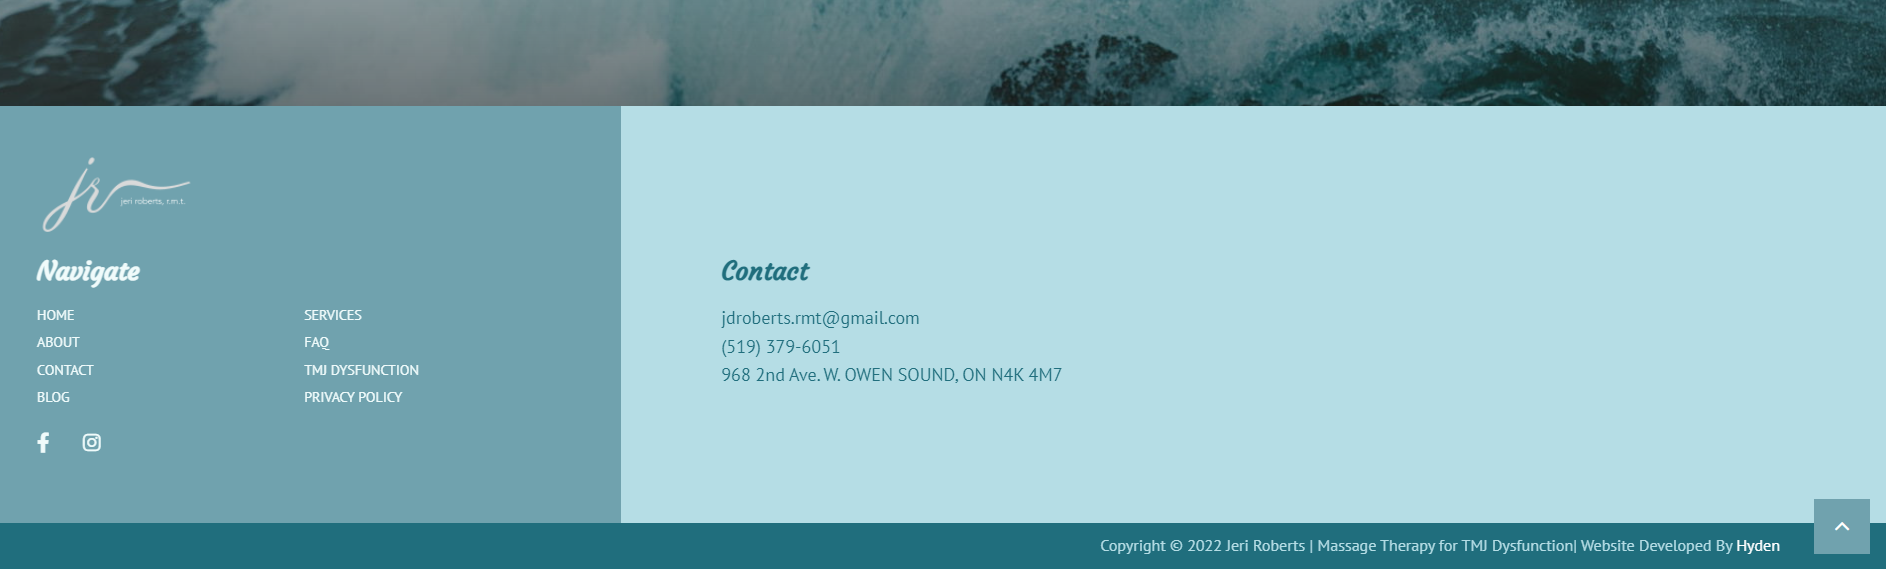 jr
jeri roberts, r.m.t.
Navigate
HOME
ABOUT
CONTACT
BLOG
SERVICES
FAQ
TMJ DYSFUNCTION
PRIVACY POLICY
Contact
jdroberts.rmt@gmail.com
(519) 379-6051
968 2nd Ave. W. OWEN SOUND, ON N4K 4M7
Copyright © 2022 Jeri Roberts | Massage Therapy for TMJ Dysfunction| Website Developed By Hyden